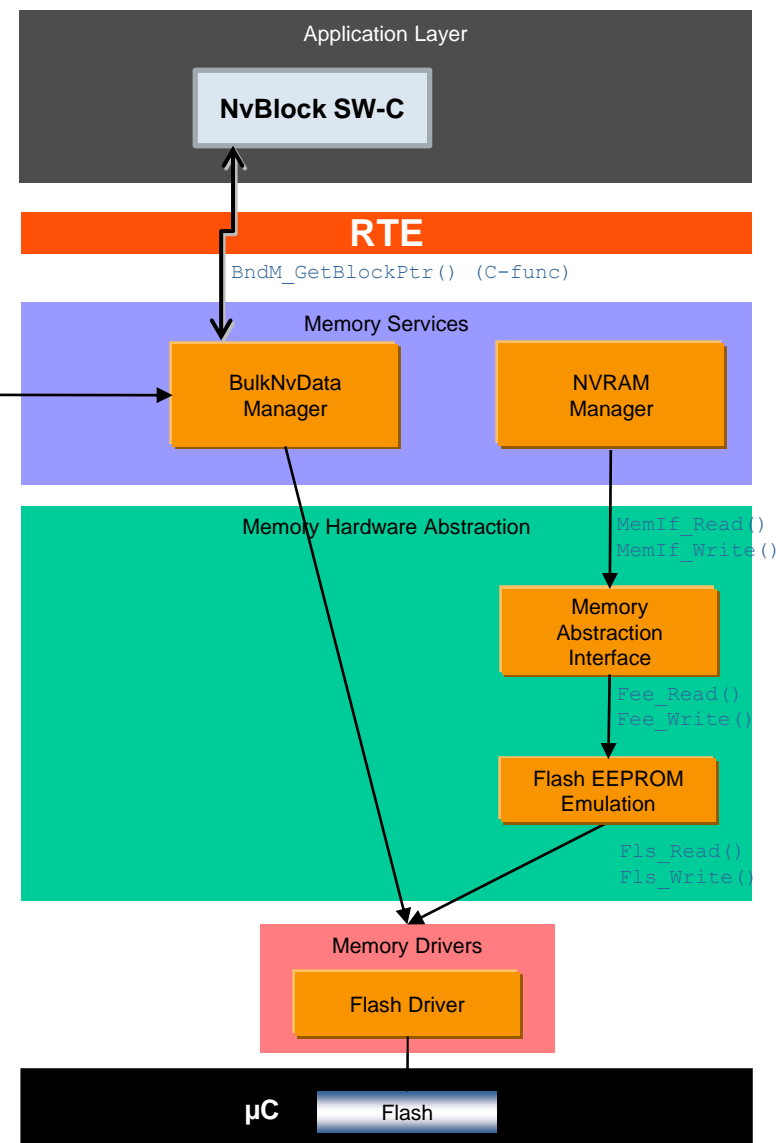 Application Layer
NvBlock SW-C
RTE
BndM_GetBlockPtr() (C-func)
Memory Services
BulkNvData
Manager
NVRAM
Manager
Memory Hardware Abstraction
MemIf_Read()
MemIf_Write()
Memory
Abstraction
Interface
Fee_Read()
Fee_Write()
Flash EEPROM
Emulation
Fls_Read()
Fls_Write()
Memory Drivers
Flash Driver
µC
Flash